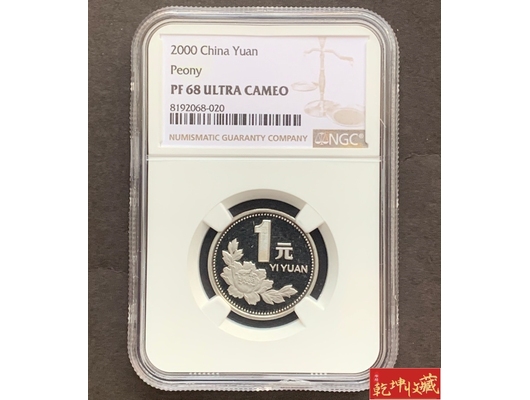 2000 China Yuan
Peony
PF 68 ULTRA CAMEO
8192068-020
NUMISMATIC GUARANTY COMPANY
NGC®
1元
YI YUAN
乾坤收藏